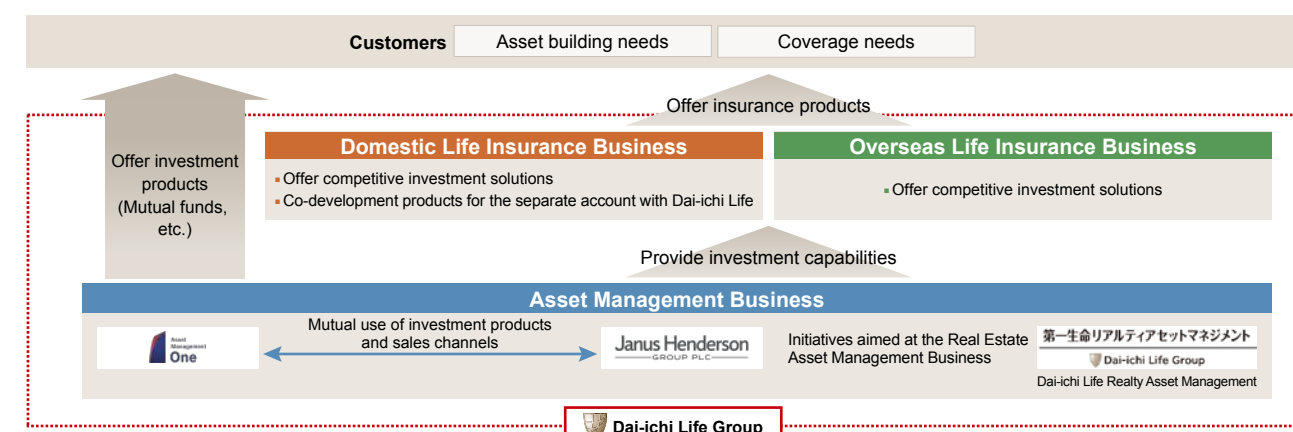 Customers
Asset building needs
Coverage needs
Offer insurance products
Offer investment
products
(Mutual funds,
etc.)
Domestic Life Insurance Business
▪ Offer competitive investment solutions
▪ Co-development products for the separate account with Dai-ichi Life
Overseas Life Insurance Business
▪ Offer competitive investment solutions
Provide investment capabilities
Asset Management Business
Asset
Management
One
Mutual use of investment products
and sales channels
Janus Henderson
GROUP PLC
Initiatives aimed at the Real Estate
Asset Management Business
第一生命リアルティアセットマネジメント
Dai-ichi Life Group
Dai-ichi Life Realty Asset Management
Dai-ichi Life Group